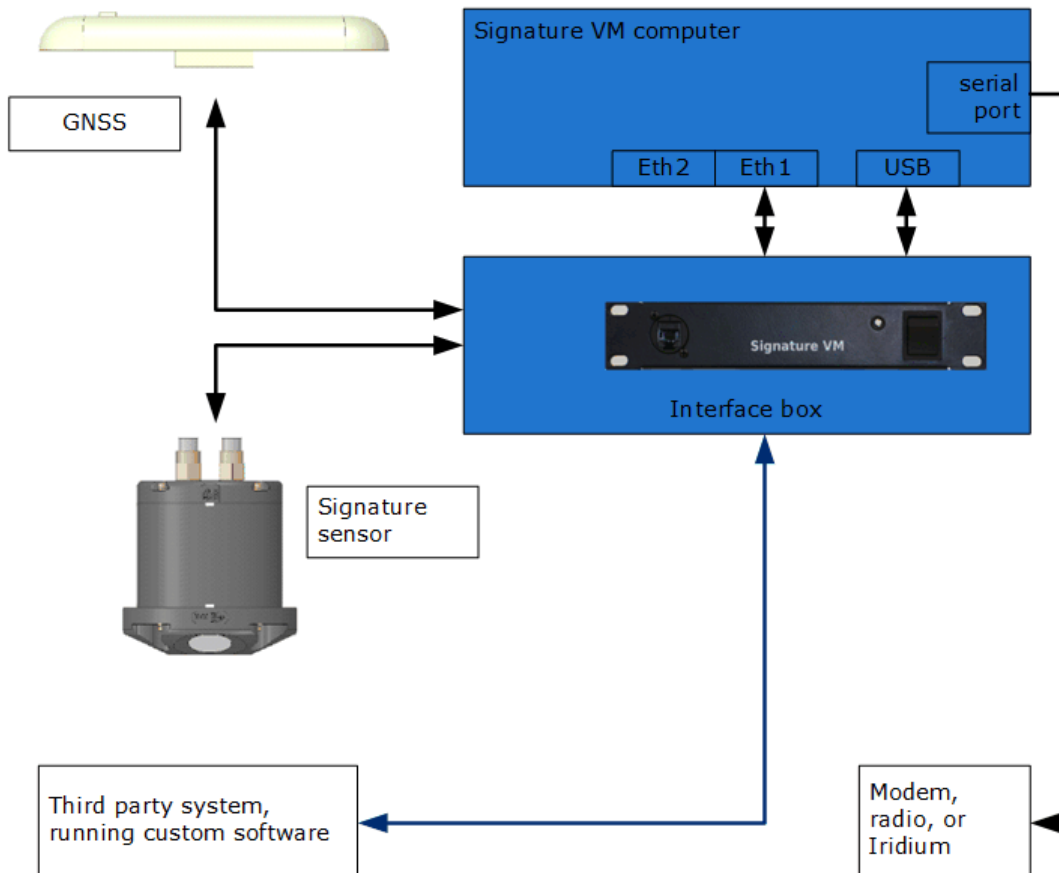 Signature VM computer
serial
port
GNSS
Eth2
Eth1
USB
Signature VM
Interface box
Signature
sensor
Third party system,
running custom software
Modem,
radio, or
Iridium